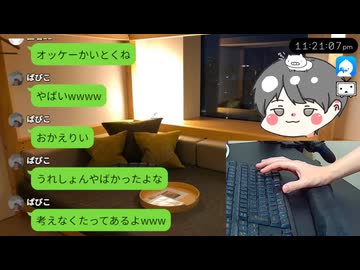 11:21:07pm
オッケーかいとくね
ぱぴこ
やばいwwww
ぱぴこ
おかえりい
ぱぴこ
うれしょんやばかったよな
ぱぴこ
考えなくたってあるよwww